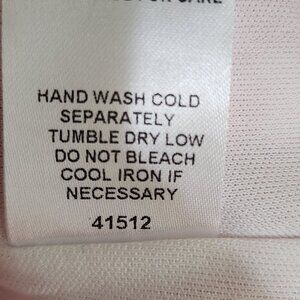 HAND WASH COLD
SEPARATELY
TUMBLE DRY LOW
DO NOT BLEACH
COOL IRON IF
NECESSARY
41512